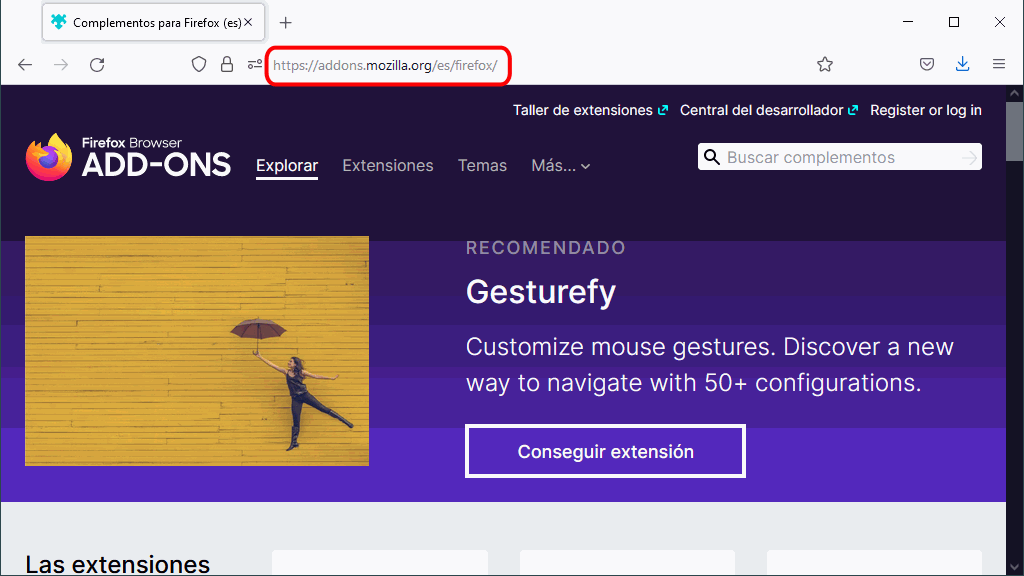 Complementos para Firefox (es)
https://addons.mozilla.org/es/firefox/
Taller de extensiones Central del desarrollador Register or log in
Firefox Browser
ADD-ONS
Explorar Extensiones Temas Más...
Buscar complementos
RECOMENDADO
Gesturefy
Customize mouse gestures. Discover a new
way to navigate with 50+ configurations.
Conseguir extensión
Las extensiones